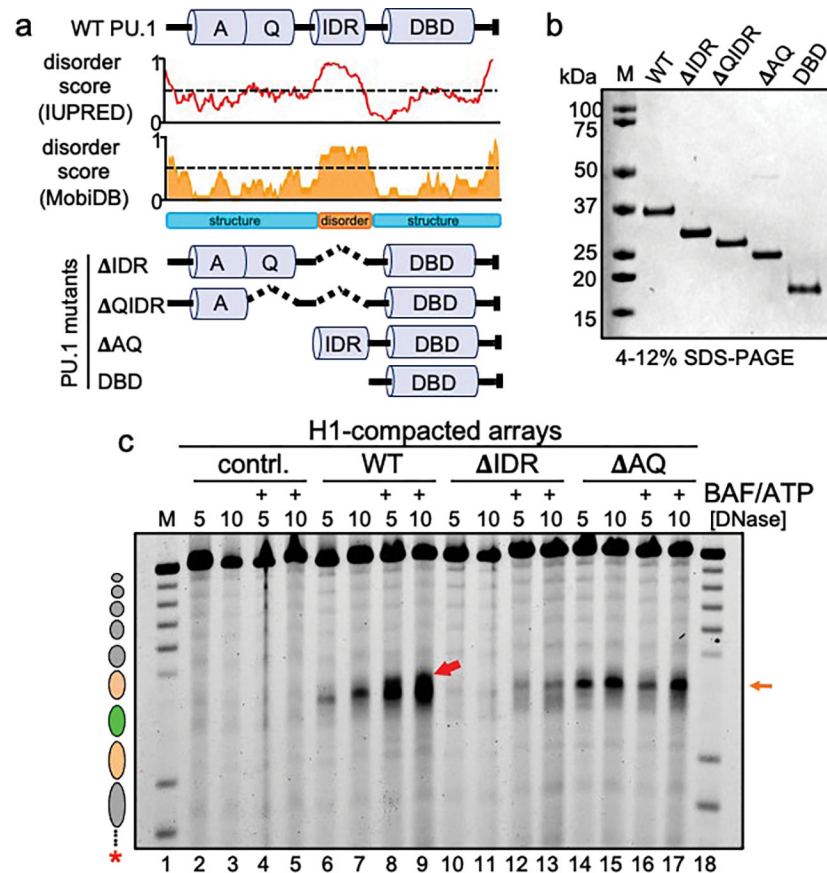 a
WT PU.1
A Q IDR DBD
disorder score (IUPRED)
1
0
disorder score (MobiDB)
1
0
structure disorder structure
PU.1 mutants
ΔIDR A Q DBD
ΔQIDR A DBD
ΔAQ IDR DBD
DBD DBD
b
kDa M WT ΔIDR ΔQIDR ΔAQ DBD
100
75
50
37
25
20
15
4-12% SDS-PAGE
c
H1-compacted arrays
contrl. WT ΔIDR ΔAQ
+ + + + + + + + BAF/ATP
M 5 10 5 10 5 10 5 10 5 10 5 10 5 10 5 10 [DNase]
*
1 2 3 4 5 6 7 8 9 10 11 12 13 14 15 16 17 18